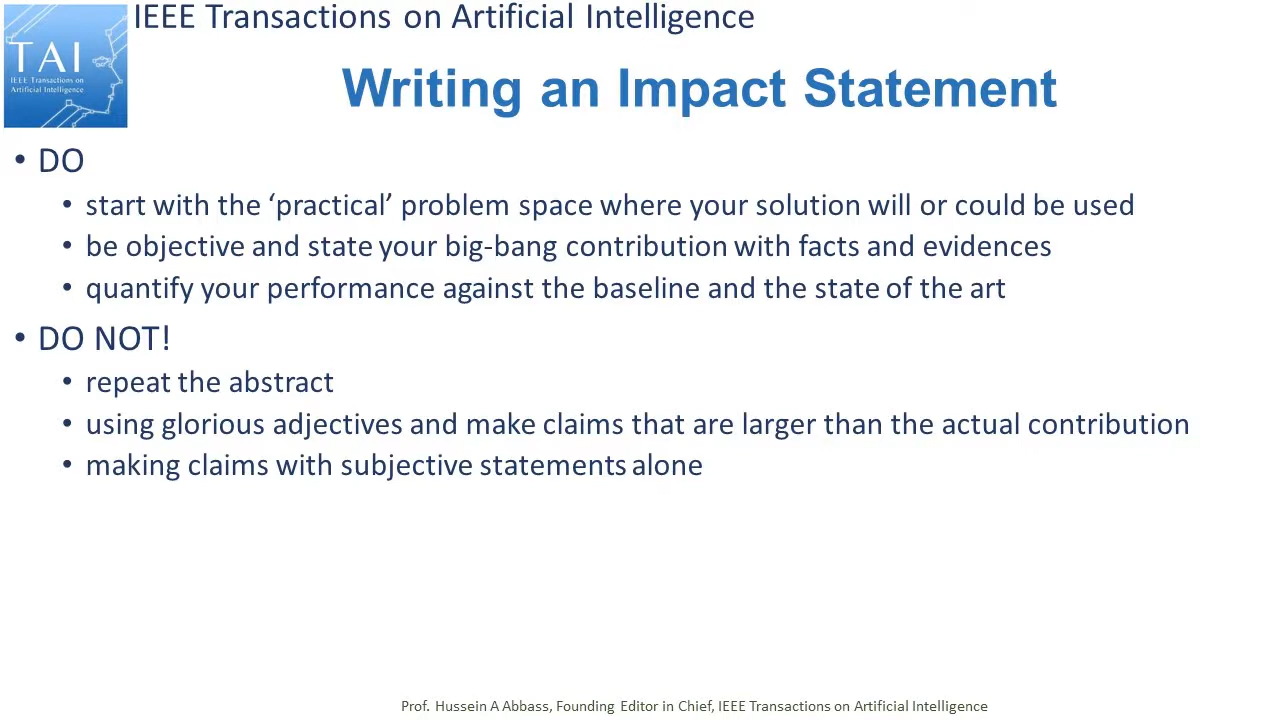 IEEE Transactions on Artificial Intelligence
TAI
IEEE Transactions on
Artificial Intelligence
Writing an Impact Statement
• DO
• start with the ‘practical’ problem space where your solution will or could be used
• be objective and state your big-bang contribution with facts and evidences
• quantify your performance against the baseline and the state of the art
• DO NOT!
• repeat the abstract
• using glorious adjectives and make claims that are larger than the actual contribution
• making claims with subjective statements alone
Prof. Hussein A Abbass, Founding Editor in Chief, IEEE Transactions on Artificial Intelligence